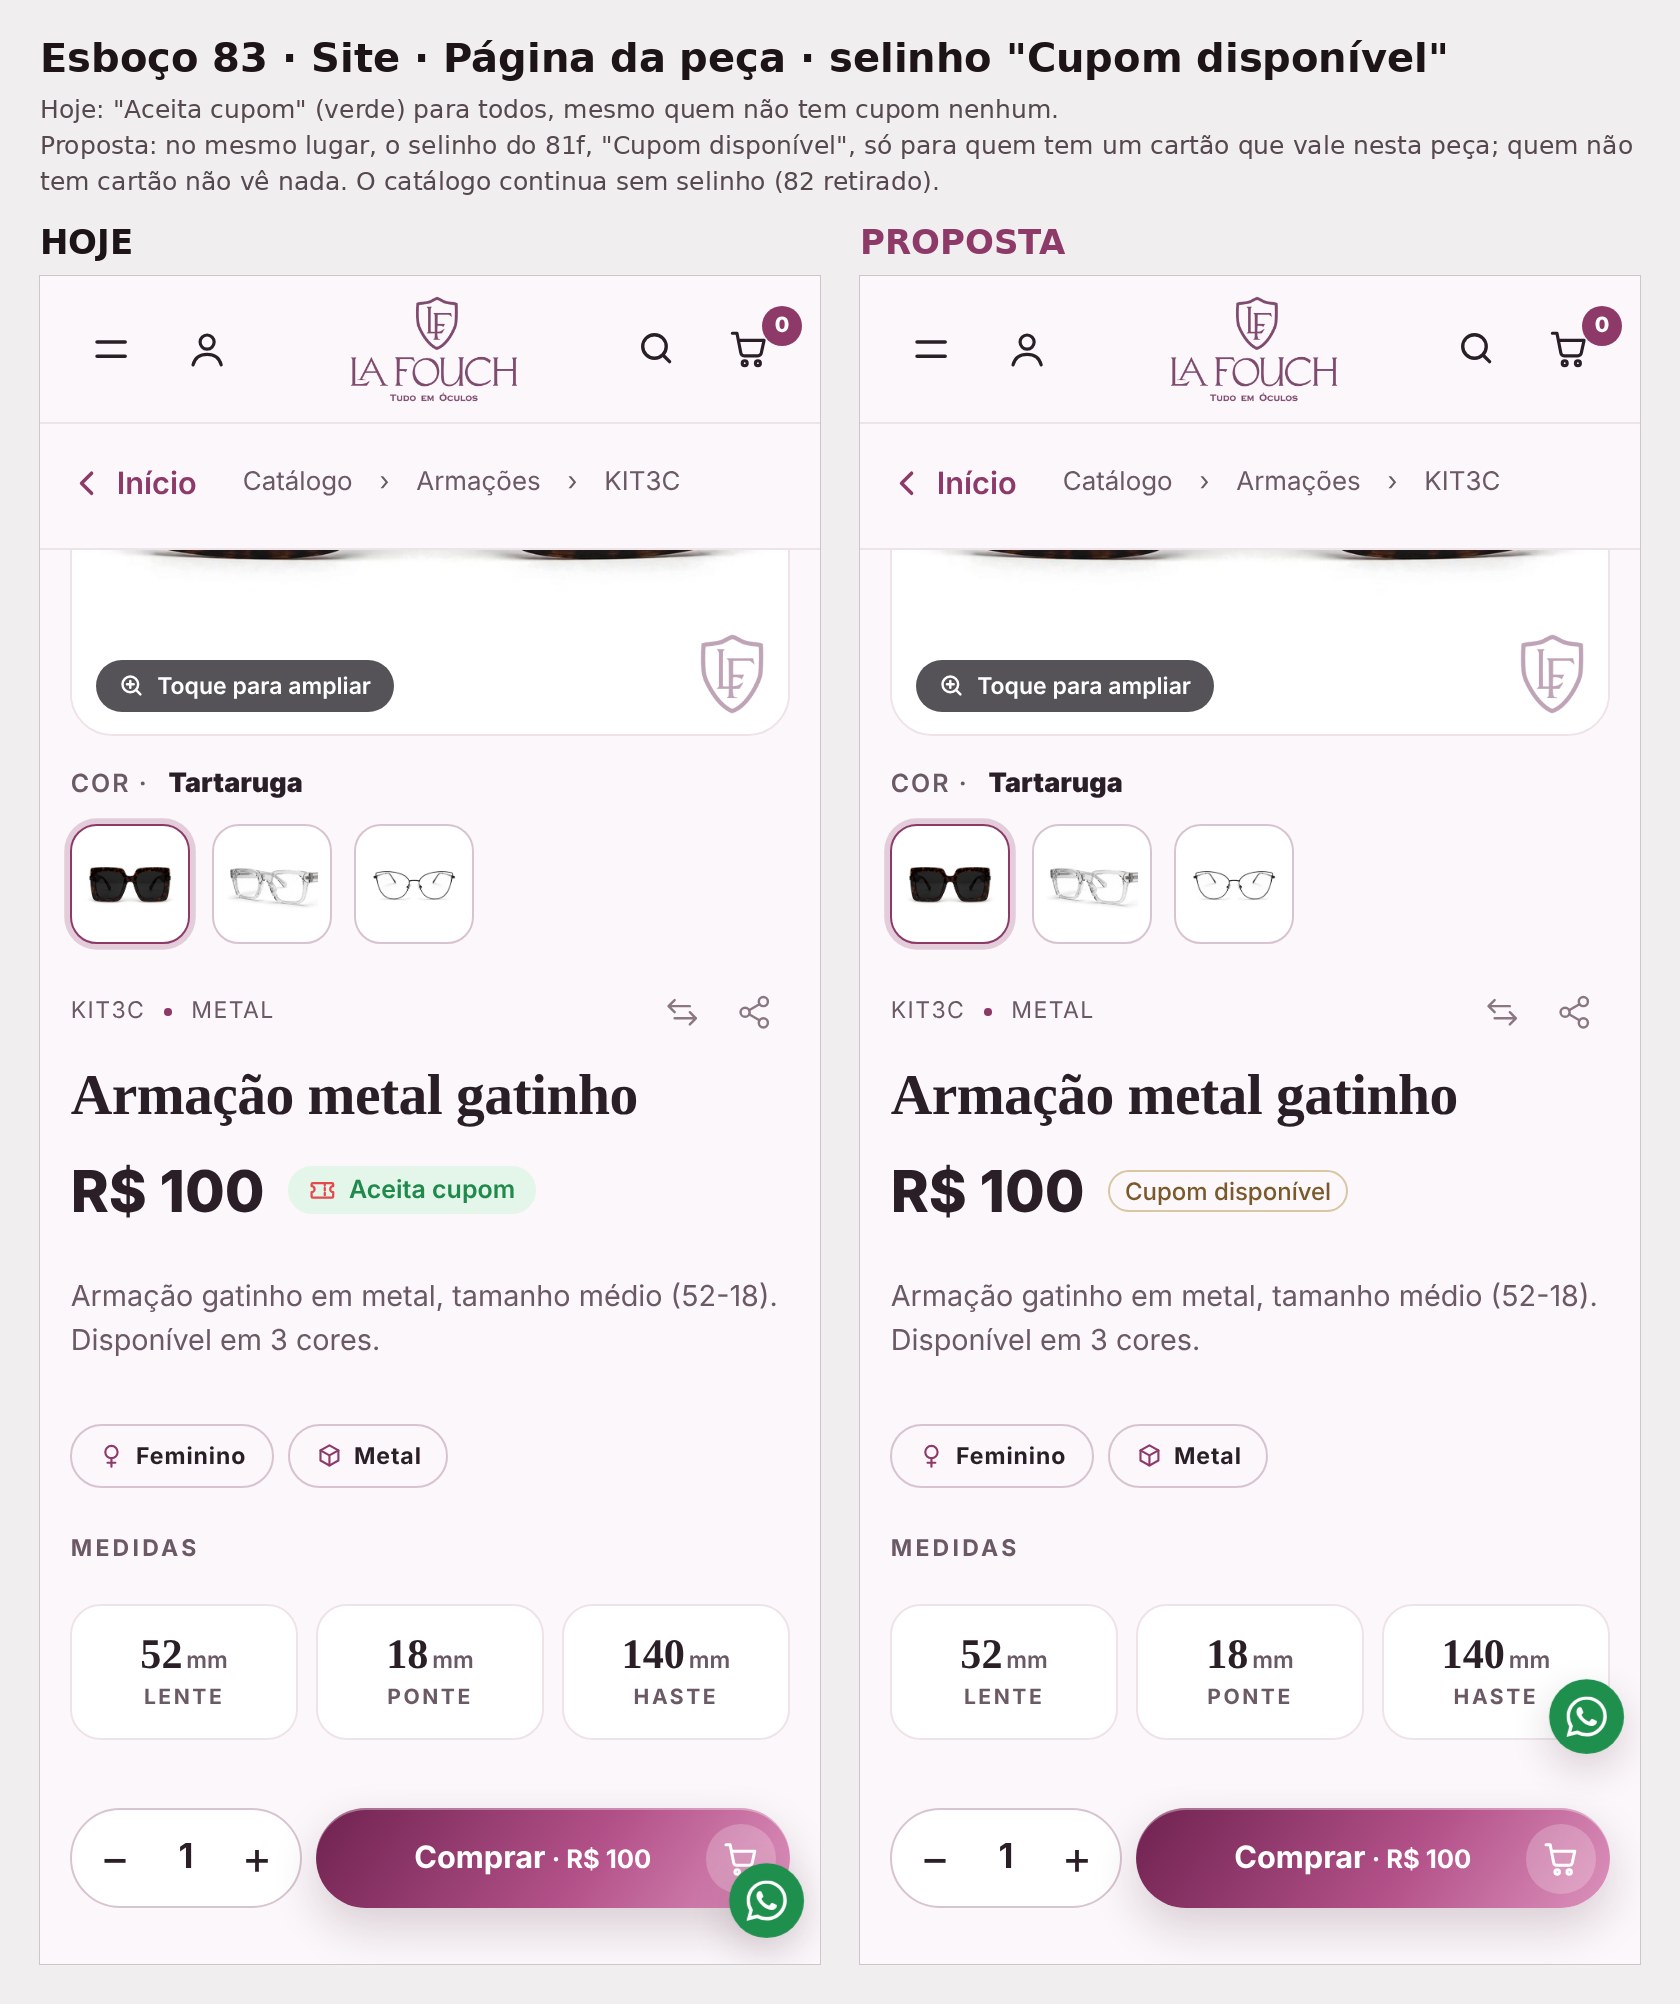 Esboço 83 · Site · Página da peça · selinho "Cupom disponível"
Hoje: "Aceita cupom" (verde) para todos, mesmo quem não tem cupom nenhum.
Proposta: no mesmo lugar, o selinho do 81f, "Cupom disponível", só para quem tem um cartão que vale nesta peça; quem não
tem cartão não vê nada. O catálogo continua sem selinho (82 retirado).
HOJE
LF
LA FOUCH
Tudo em Óculos
0
Início Catálogo › Armações › KIT3C
Toque para ampliar
LF
COR · Tartaruga
KIT3C • METAL
Armação metal gatinho
R$ 100 Aceita cupom
Armação gatinho em metal, tamanho médio (52-18).
Disponível em 3 cores.
Feminino Metal
MEDIDAS
52 mm 18 mm 140 mm
LENTE PONTE HASTE
− 1 + Comprar · R$ 100
PROPOSTA
LF
LA FOUCH
Tudo em Óculos
0
Início Catálogo › Armações › KIT3C
Toque para ampliar
LF
COR · Tartaruga
KIT3C • METAL
Armação metal gatinho
R$ 100 Cupom disponível
Armação gatinho em metal, tamanho médio (52-18).
Disponível em 3 cores.
Feminino Metal
MEDIDAS
52 mm 18 mm 140 mm
LENTE PONTE HASTE
− 1 + Comprar · R$ 100